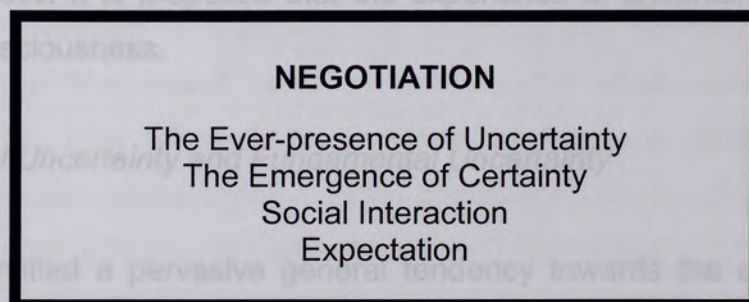 NEGOTIATION
The Ever-presence of Uncertainty
The Emergence of Certainty
Social Interaction
Expectation